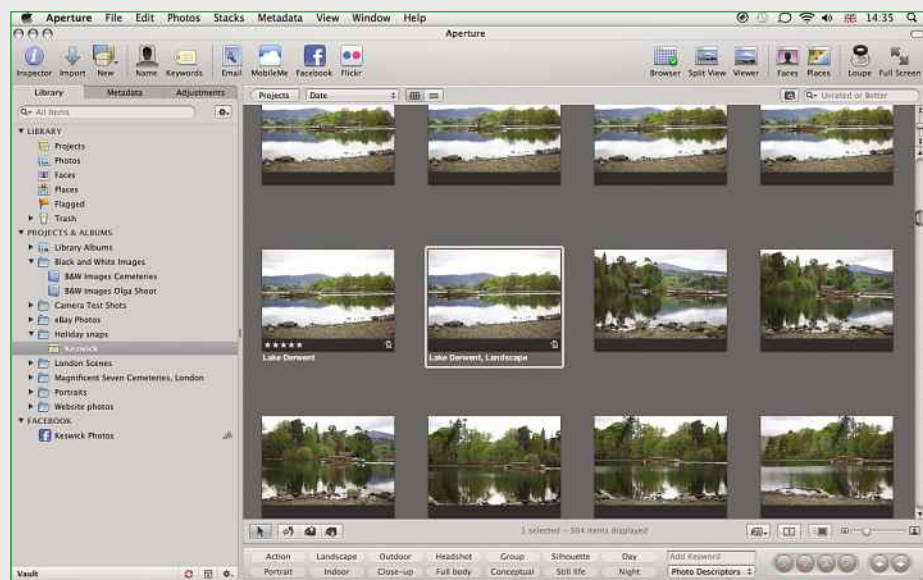 Aperture File Edit Photos Stacks Metadata View Window Help 14:35
Aperture
Inspector Import New Name Keywords Email MobileMe Facebook Flickr Browser Split View Viewer Faces Places Loupe Full Screen
Library Metadata Adjustments
Projects Date Unrated or Better
All Items
LIBRARY
Projects
Photos
Faces
Places
Flagged
Trash
PROJECTS & ALBUMS
Library Albums
Black and White Images
B&W Images Cemeteries
B&W Images Olga Shoot
Camera Test Shots
eBay Photos
Holiday snaps
Keswick
London Scenes
Magnificent Seven Cemeteries, London
Portraits
Website photos
FACEBOOK
Keswick Photos
Vault
Lake Derwent
Lake Derwent, Landscape
1 selected - 504 items displayed
Action Landscape Outdoor Headshot Group Silhouette Day Add Keyword
Portrait Indoor Close-up Full body Conceptual Still life Night Photo Descriptors